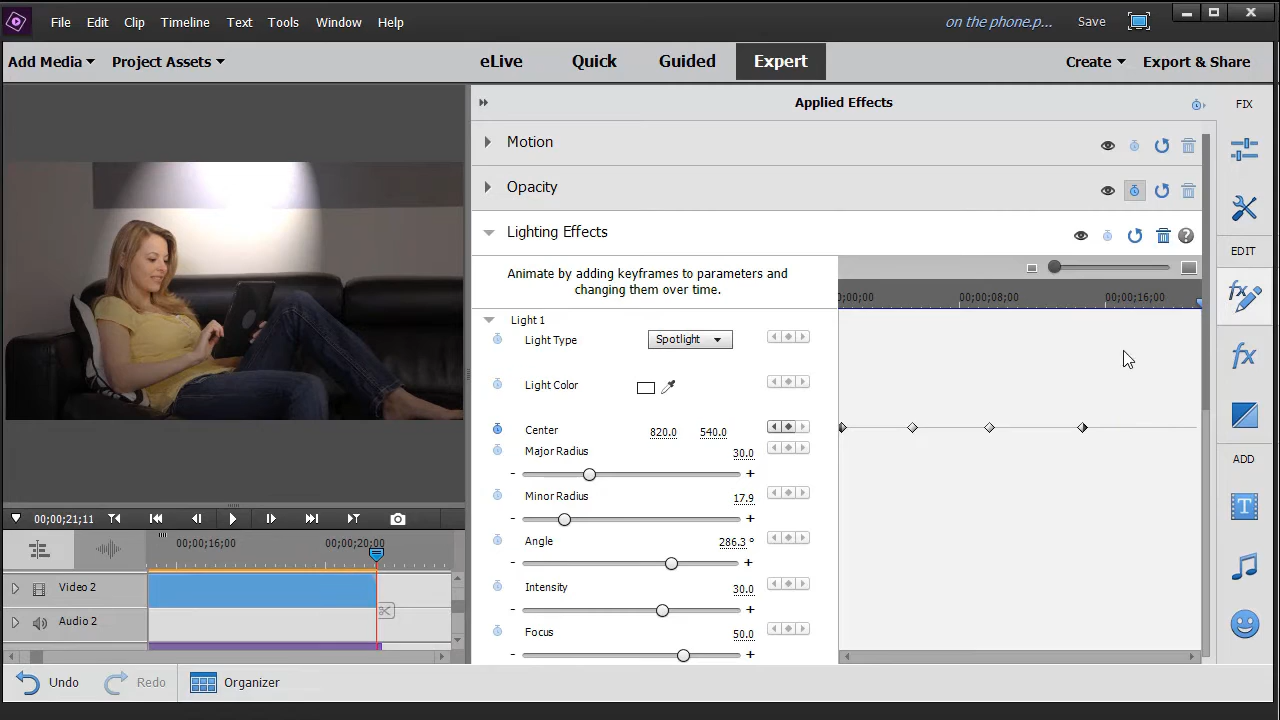 File Edit Clip Timeline Text Tools Window Help on the phone.p... Save
Add Media Project Assets eLive Quick Guided Expert Create Export & Share
Applied Effects
FIX
Motion
Opacity
Lighting Effects
EDIT
Animate by adding keyframes to parameters and
changing them over time.
0;00;00 00;00;08;00 00;00;16;00
Light 1
Light Type Spotlight
Light Color
Center 820.0 540.0
Major Radius 30.0
- +
ADD
Minor Radius 17.9
- +
Angle 286.3 °
- +
Intensity 30.0
- +
Focus 50.0
- +
00;00;21;11
00;00;16;00 00;00;20;00
Video 2
Audio 2
Undo Redo Organizer